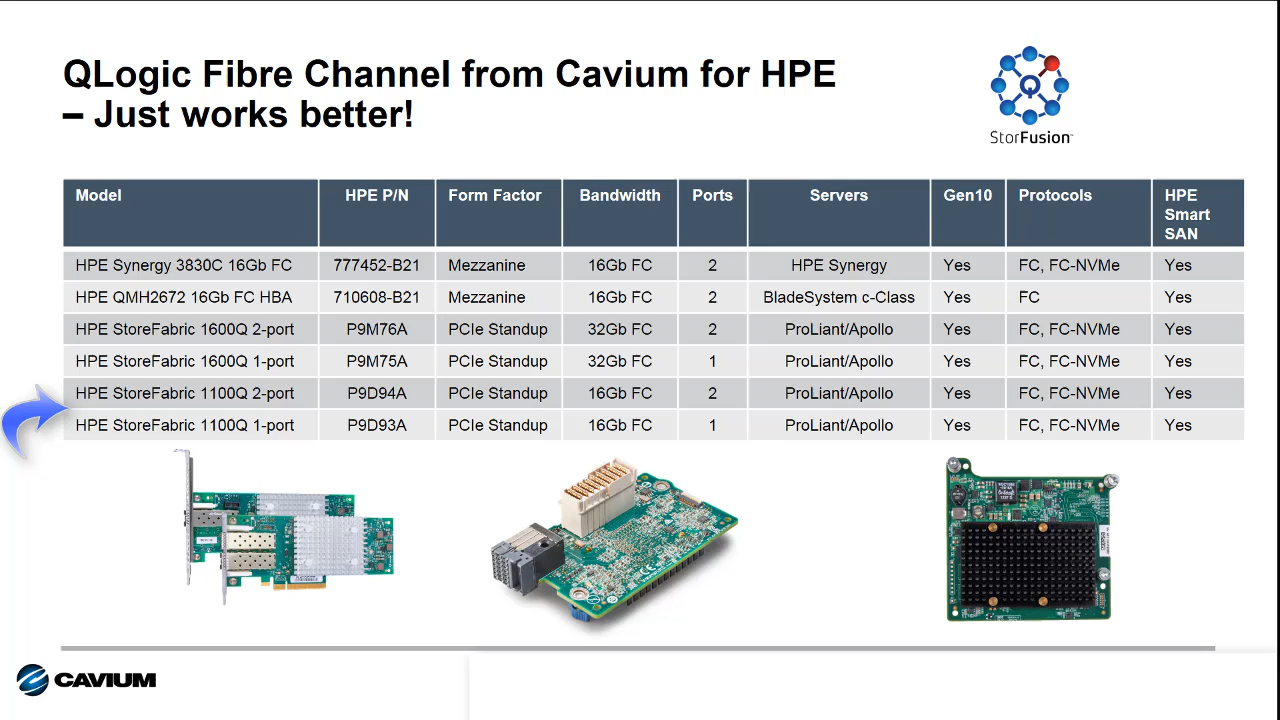 QLogic Fibre Channel from Cavium for HPE
– Just works better!
StorFusion™
Model HPE P/N Form Factor Bandwidth Ports Servers Gen10 Protocols HPE Smart SAN
HPE Synergy 3830C 16Gb FC 777452-B21 Mezzanine 16Gb FC 2 HPE Synergy Yes FC, FC-NVMe Yes
HPE QMH2672 16Gb FC HBA 710608-B21 Mezzanine 16Gb FC 2 BladeSystem c-Class Yes FC Yes
HPE StoreFabric 1600Q 2-port P9M76A PCIe Standup 32Gb FC 2 ProLiant/Apollo Yes FC, FC-NVMe Yes
HPE StoreFabric 1600Q 1-port P9M75A PCIe Standup 32Gb FC 1 ProLiant/Apollo Yes FC, FC-NVMe Yes
HPE StoreFabric 1100Q 2-port P9D94A PCIe Standup 16Gb FC 2 ProLiant/Apollo Yes FC, FC-NVMe Yes
HPE StoreFabric 1100Q 1-port P9D93A PCIe Standup 16Gb FC 1 ProLiant/Apollo Yes FC, FC-NVMe Yes
CAVIUM